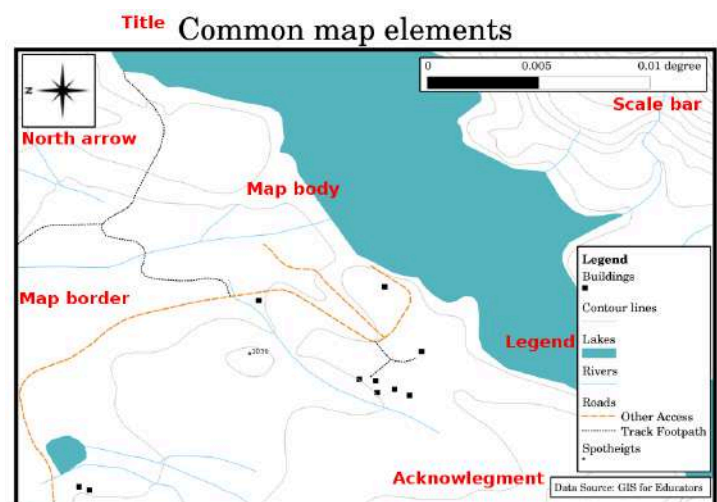 Title Common map elements
0 0.005 0.01 degree
Scale bar
N
North arrow
Map body
Map border
Legend
Buildings
Contour lines
Legend Lakes
Rivers
Roads
Other Access
Track Footpath
Spotheigts
Acknowlegment
Data Source: GIS for Educators